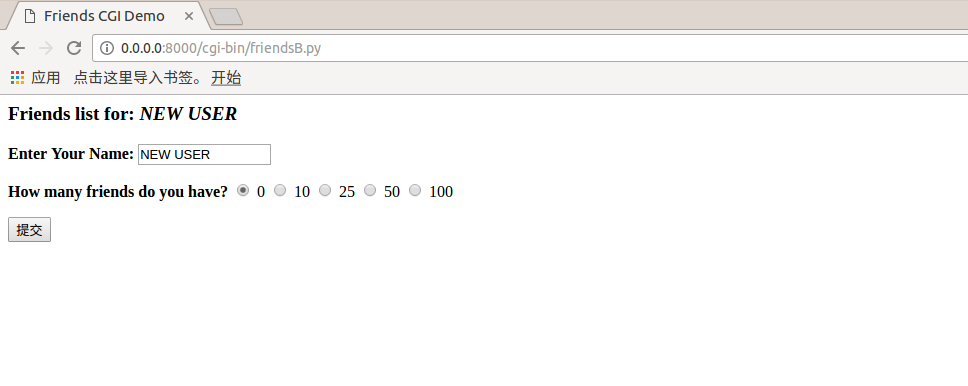 Friends CGI Demo
0.0.0.0:8000/cgi-bin/friendsB.py
应用 点击这里导入书签。 开始
Friends list for: NEW USER
Enter Your Name: NEW USER
How many friends do you have? 0 10 25 50 100
提交